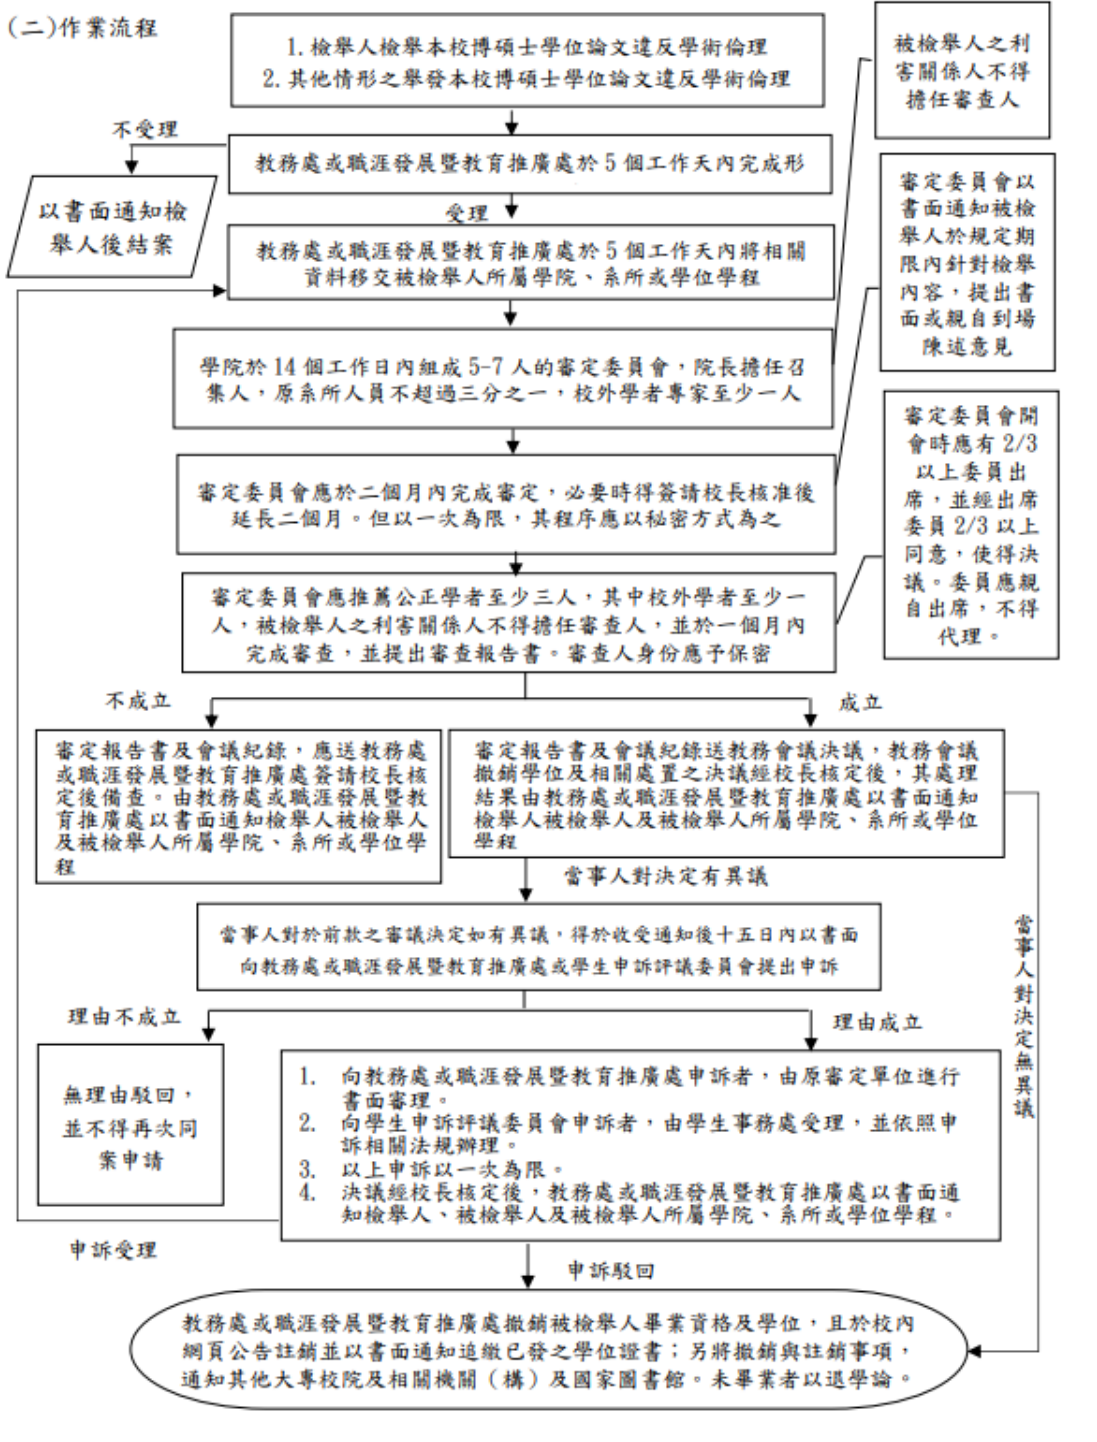 (二)作業流程
1.檢舉人檢舉本校博碩士學位論文違反學術倫理
2.其他情形之舉發本校博碩士學位論文違反學術倫理
被檢舉人之利
害關係人不得
擔任審查人
不受理
教務處或職涯發展暨教育推廣處於 5 個工作天內完成形
以書面通知檢
舉人後結案
受理
教務處或職涯發展暨教育推廣處於 5 個工作天內將相關
資料移交被檢舉人所屬學院、系所或學位學程
審定委員會以
書面通知被檢
舉人於規定期
限內針對檢舉
內容，提出書
面或親自到場
陳述意見
學院於 14 個工作日內組成 5-7 人的審定委員會，院長擔任召
集人，原系所人員不超過三分之一，校外學者專家至少一人
審定委員會開
會時應有 2/3
以上委員出
席，並經出席
委員 2/3 以上
同意，使得決
議。委員應親
自出席，不得
代理。
審定委員會應於二個月內完成審定，必要時得簽請校長核准後
延長二個月。但以一次為限，其程序應以秘密方式為之
審定委員會應推薦公正學者至少三人，其中校外學者至少一
人，被檢舉人之利害關係人不得擔任審查人，並於一個月內
完成審查，並提出審查報告書。審查人身份應予保密
不成立
成立
審定報告書及會議紀錄，應送教務處
或職涯發展暨教育推廣處簽請校長核
定後備查。由教務處或職涯發展暨教
育推廣處以書面通知檢舉人被檢舉人
及被檢舉人所屬學院、系所或學位學
程
審定報告書及會議紀錄送教務會議決議，教務會議
撤銷學位及相關處置之決議經校長核定後，其處理
結果由教務處或職涯發展暨教育推廣處以書面通知
檢舉人被檢舉人及被檢舉人所屬學院、系所或學位
學程
當事人對決定有異議
當事人對決定無異議
當事人對於前款之審議決定如有異議，得於收受通知後十五日內以書面
向教務處或職涯發展暨教育推廣處或學生申訴評議委員會提出申訴
理由不成立
理由成立
無理由駁回，
並不得再次同
案申請
1. 向教務處或職涯發展暨教育推廣處申訴者，由原審定單位進行
書面審理。
2. 向學生申訴評議委員會申訴者，由學生事務處受理，並依照申
訴相關法規辦理。
3. 以上申訴以一次為限。
4. 決議經校長核定後，教務處或職涯發展暨教育推廣處以書面通
知檢舉人、被檢舉人及被檢舉人所屬學院、系所或學位學程。
申訴受理
申訴駁回
教務處或職涯發展暨教育推廣處撤銷被檢舉人畢業資格及學位，且於校內
網頁公告註銷並以書面通知追繳已發之學位證書；另將撤銷與註銷事項，
通知其他大專校院及相關機關（構）及國家圖書館。未畢業者以退學論。